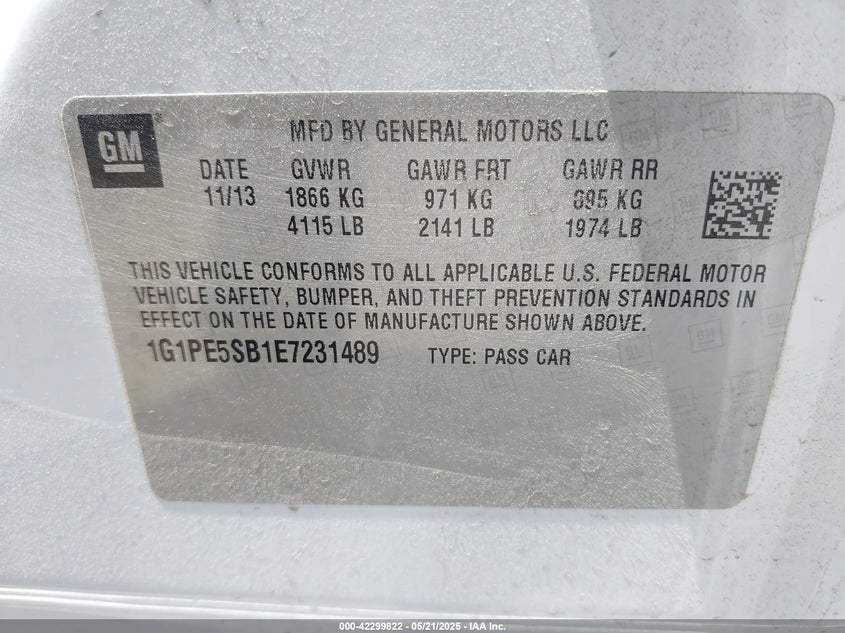 GM
MFD BY GENERAL MOTORS LLC
DATE GVWR GAWR FRT GAWR RR
11/13 1866 KG 971 KG 895 KG
4115 LB 2141 LB 1974 LB
THIS VEHICLE CONFORMS TO ALL APPLICABLE U.S. FEDERAL MOTOR
VEHICLE SAFETY, BUMPER, AND THEFT PREVENTION STANDARDS IN
EFFECT ON THE DATE OF MANUFACTURE SHOWN ABOVE.
1G1PE5SB1E7231489 TYPE: PASS CAR
000-42299822 - 05/21/2025 - IAA Inc.